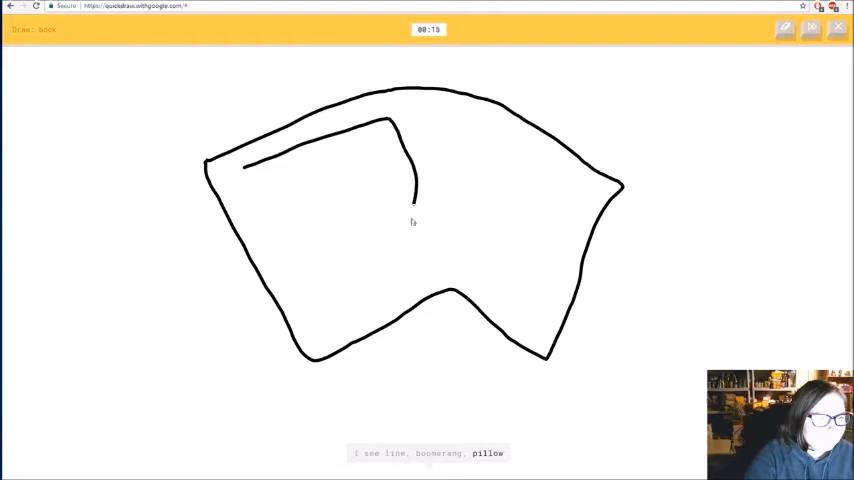 Secure https://quickdraw.withgoogle.com/#
Draw: book
00:15
I see line, boomerang, pillow